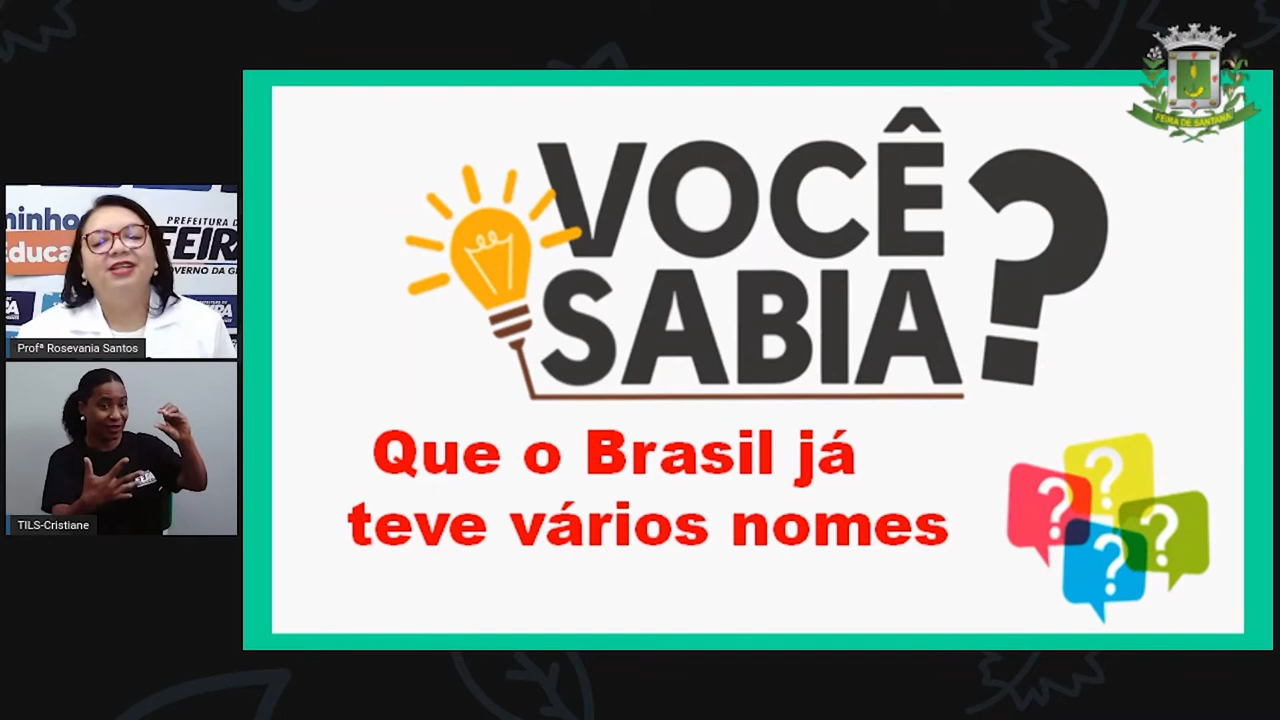 FEIRA DE SANTANA
VOCÊ
SABIA?
Que o Brasil já
teve vários nomes
PREFEITURA
Profª Rosevania Santos
TILS-Cristiane